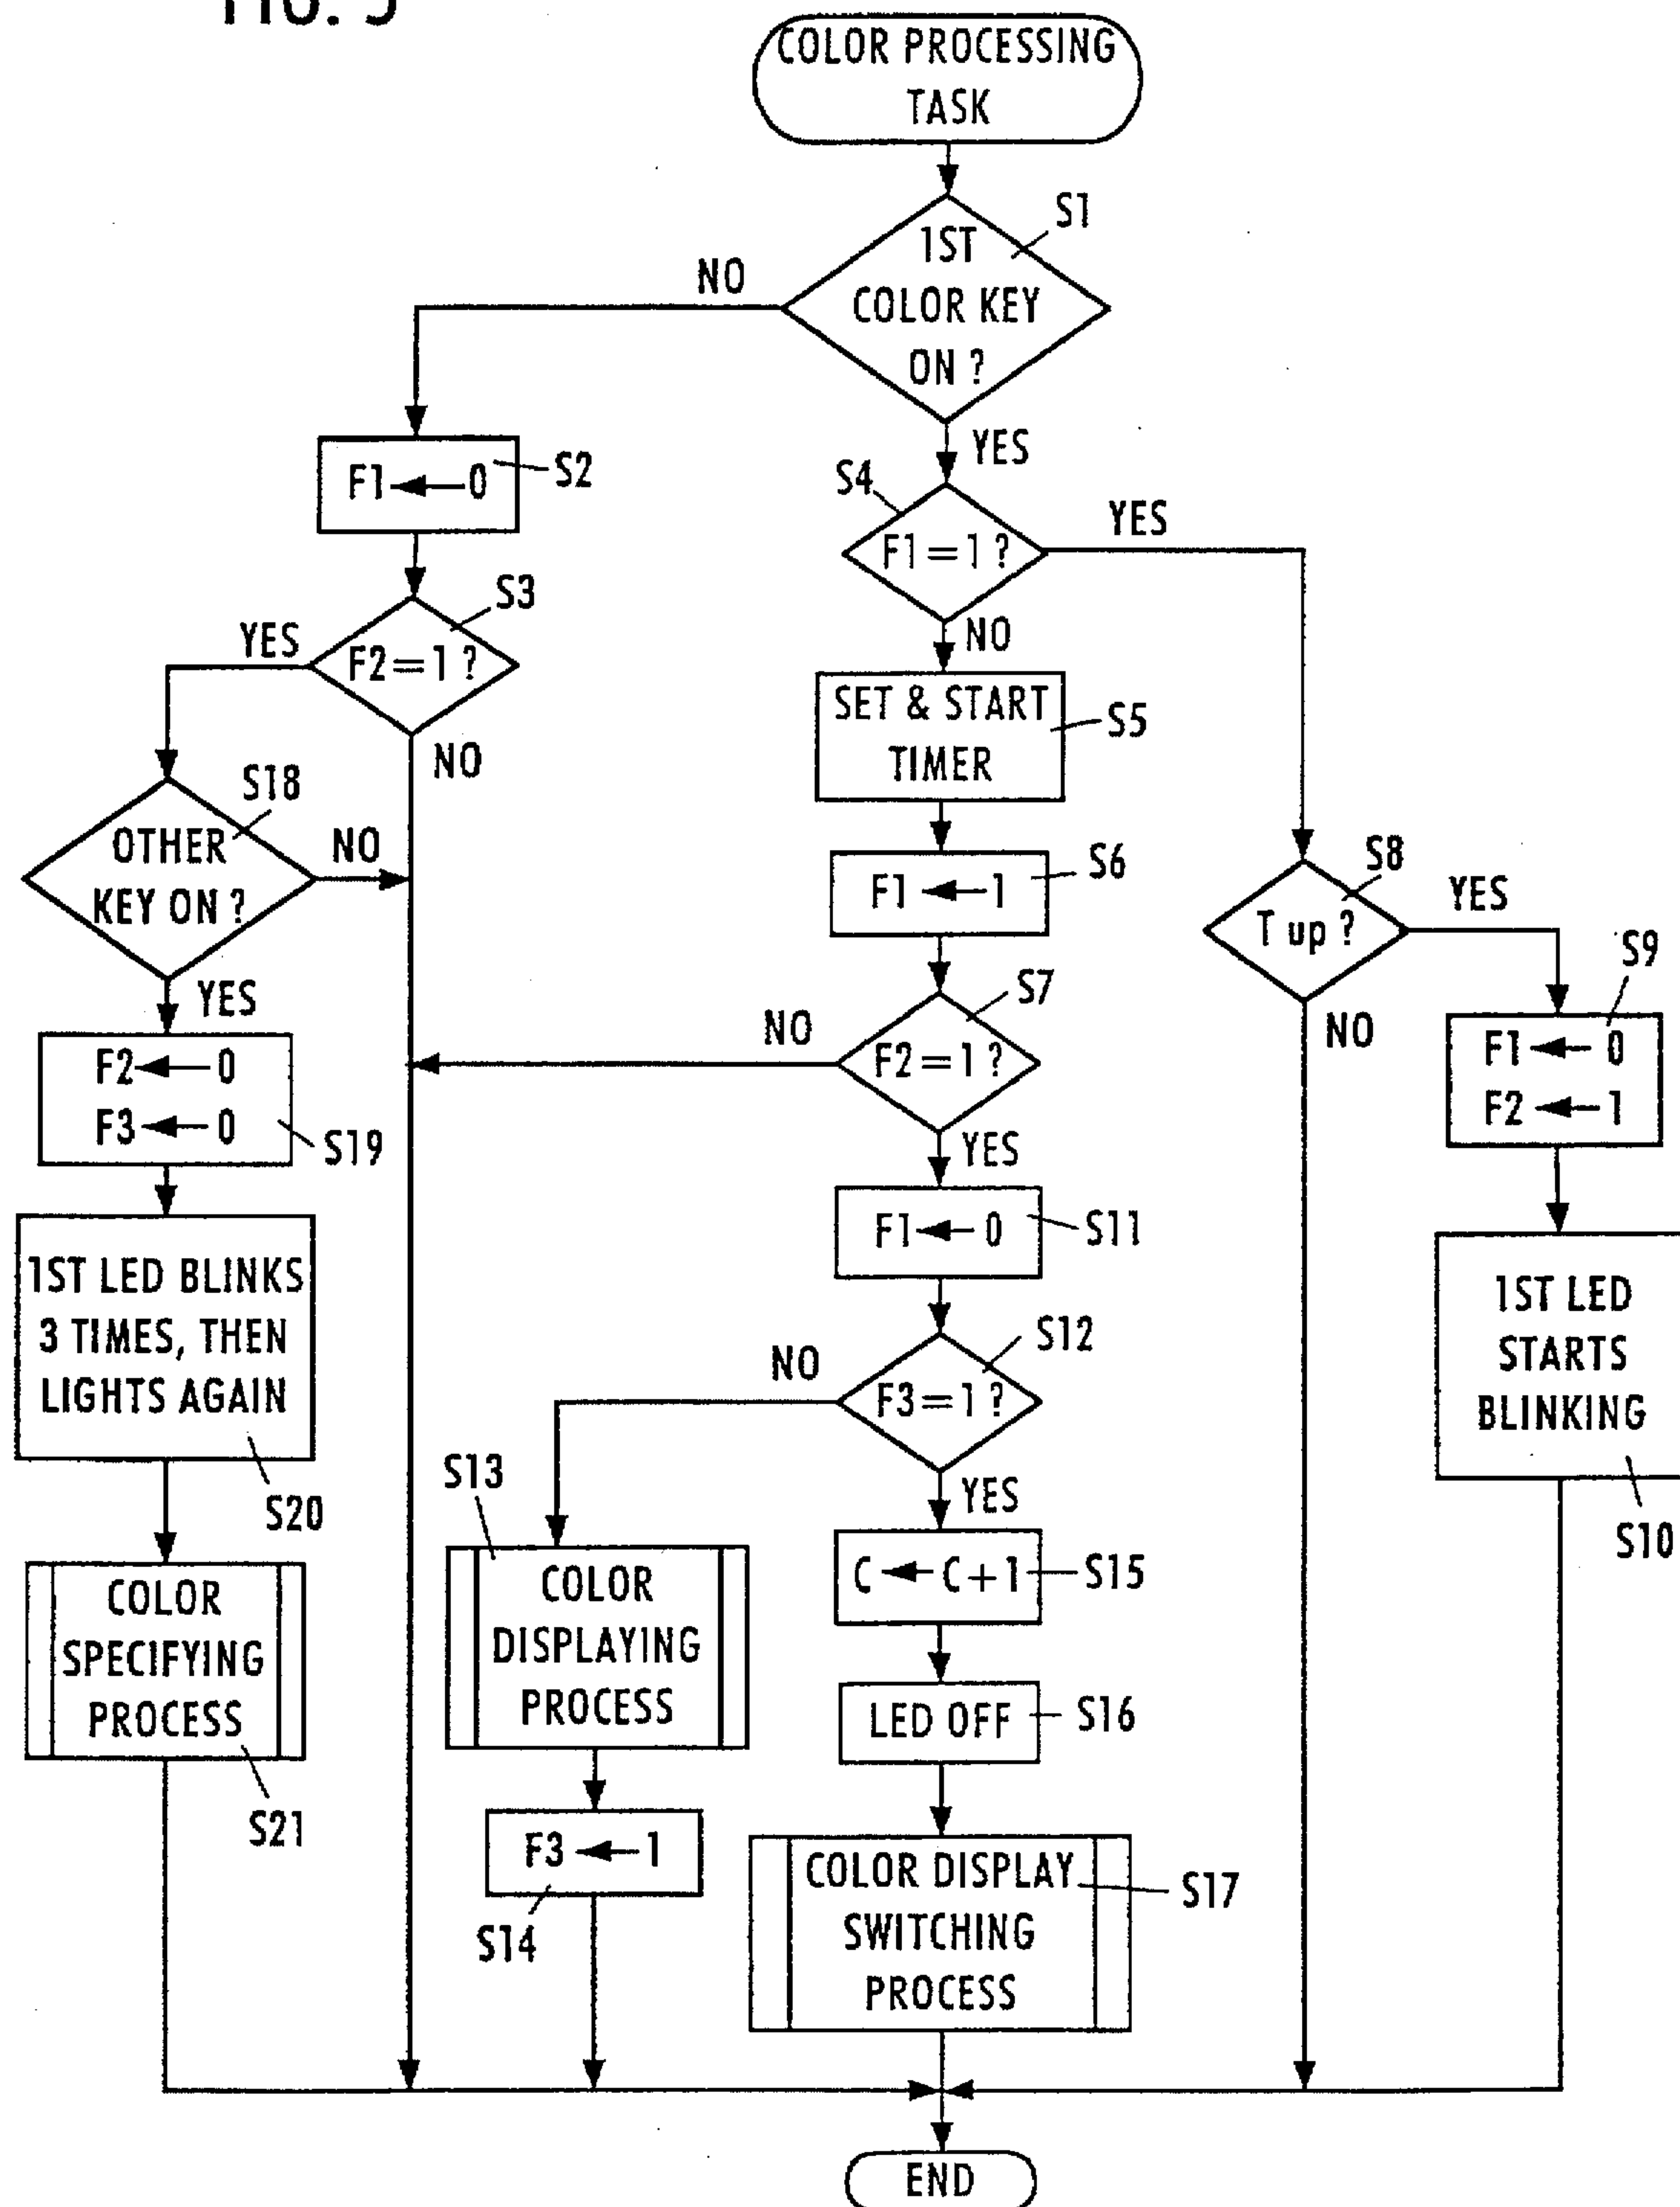 FIG. 5
COLOR PROCESSING
TASK
S1
1ST
COLOR KEY
ON ?
NO
YES
S2
F1 ← 0
S4
F1 = 1 ?
YES
NO
S3
F2 = 1 ?
YES
NO
SET & START
TIMER
S5
S18
OTHER
KEY ON ?
NO
YES
F1 ← 1
S6
S8
T up ?
YES
NO
S7
F2 = 1 ?
NO
YES
S9
F1 ← 0
F2 ← 1
F2 ← 0
F3 ← 0
S19
F1 ← 0
S11
1ST LED BLINKS
3 TIMES, THEN
LIGHTS AGAIN
S20
1ST LED
STARTS
BLINKING
S10
S12
F3 = 1 ?
NO
YES
S13
COLOR
DISPLAYING
PROCESS
C ← C + 1
S15
COLOR
SPECIFYING
PROCESS
S21
LED OFF
S16
F3 ← 1
S14
COLOR DISPLAY
SWITCHING
PROCESS
S17
END